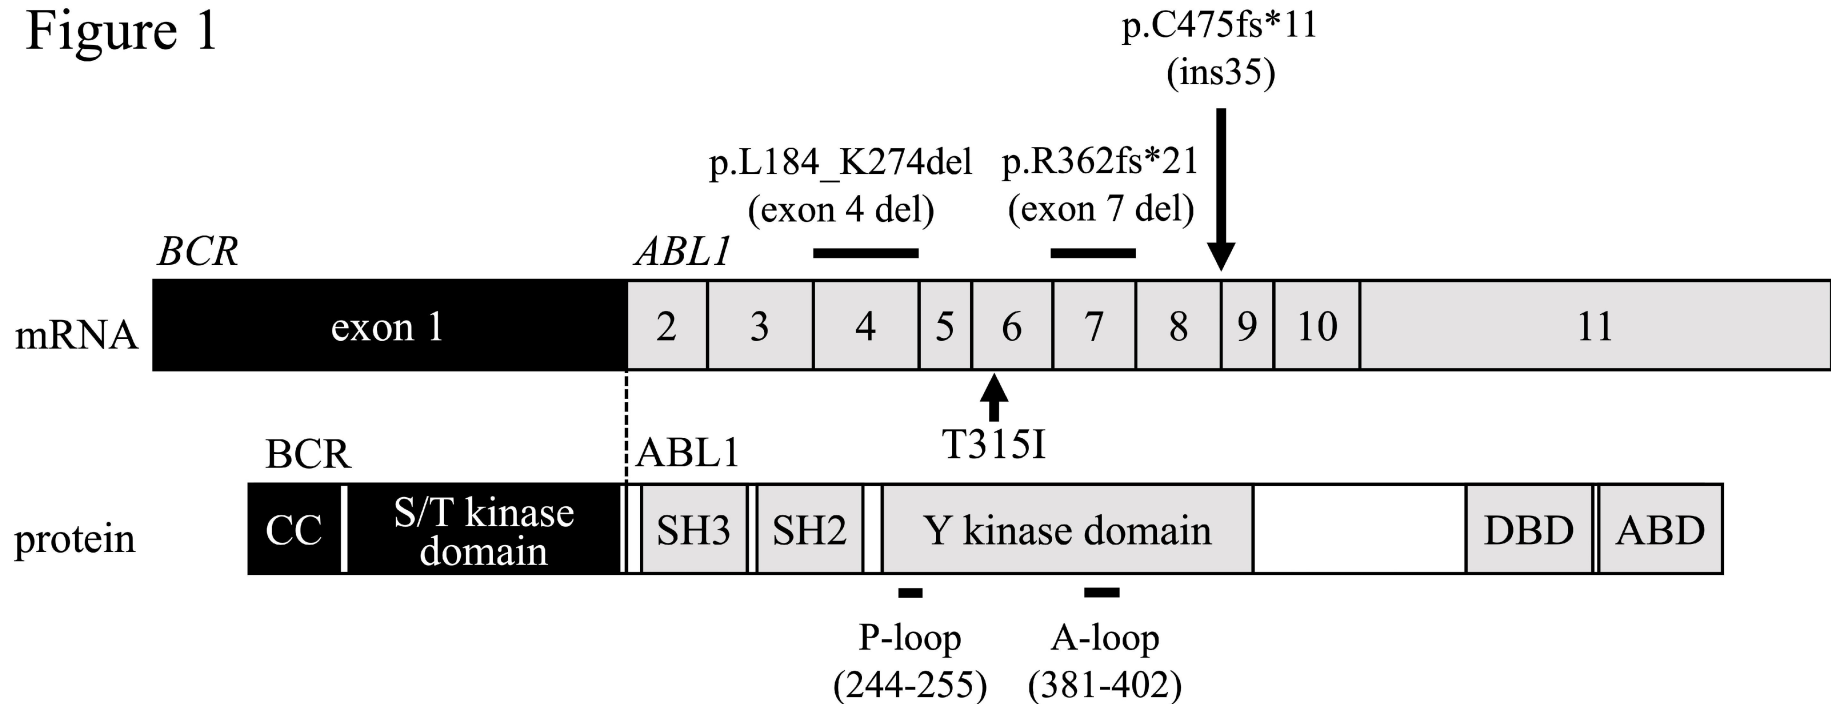 Figure 1
p.C475fs*11
(ins35)
p.L184_K274del
(exon 4 del)
p.R362fs*21
(exon 7 del)
BCR
ABL1
mRNA
exon 1
2
3
4
5
6
7
8
9
10
11
T315I
BCR
ABL1
protein
CC
S/T kinase
domain
SH3
SH2
Y kinase domain
DBD
ABD
P-loop
(244-255)
A-loop
(381-402)